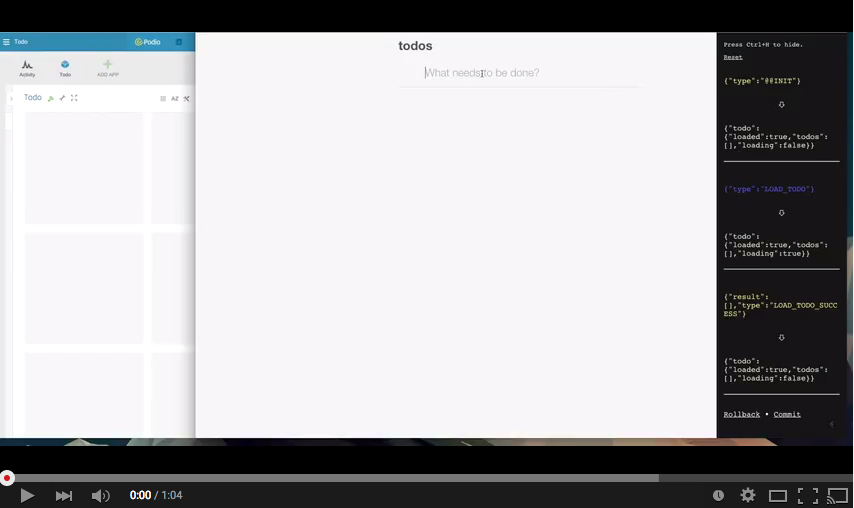 Todo
Podio
Activity
Todo
ADD APP
Todo
AZ
todos
What needs to be done?
Press Ctrl+H to hide.
Reset
{"type":"@@INIT"}
{"todo":
{"loaded":true,"todos":
[],"loading":false}}
{"type":"LOAD_TODO"}
{"todo":
{"loaded":true,"todos":
[],"loading":true}}
{"result":
[],"type":"LOAD_TODO_SUCC
ESS"}
{"todo":
{"loaded":true,"todos":
[],"loading":false}}
Rollback • Commit
0:00 / 1:04